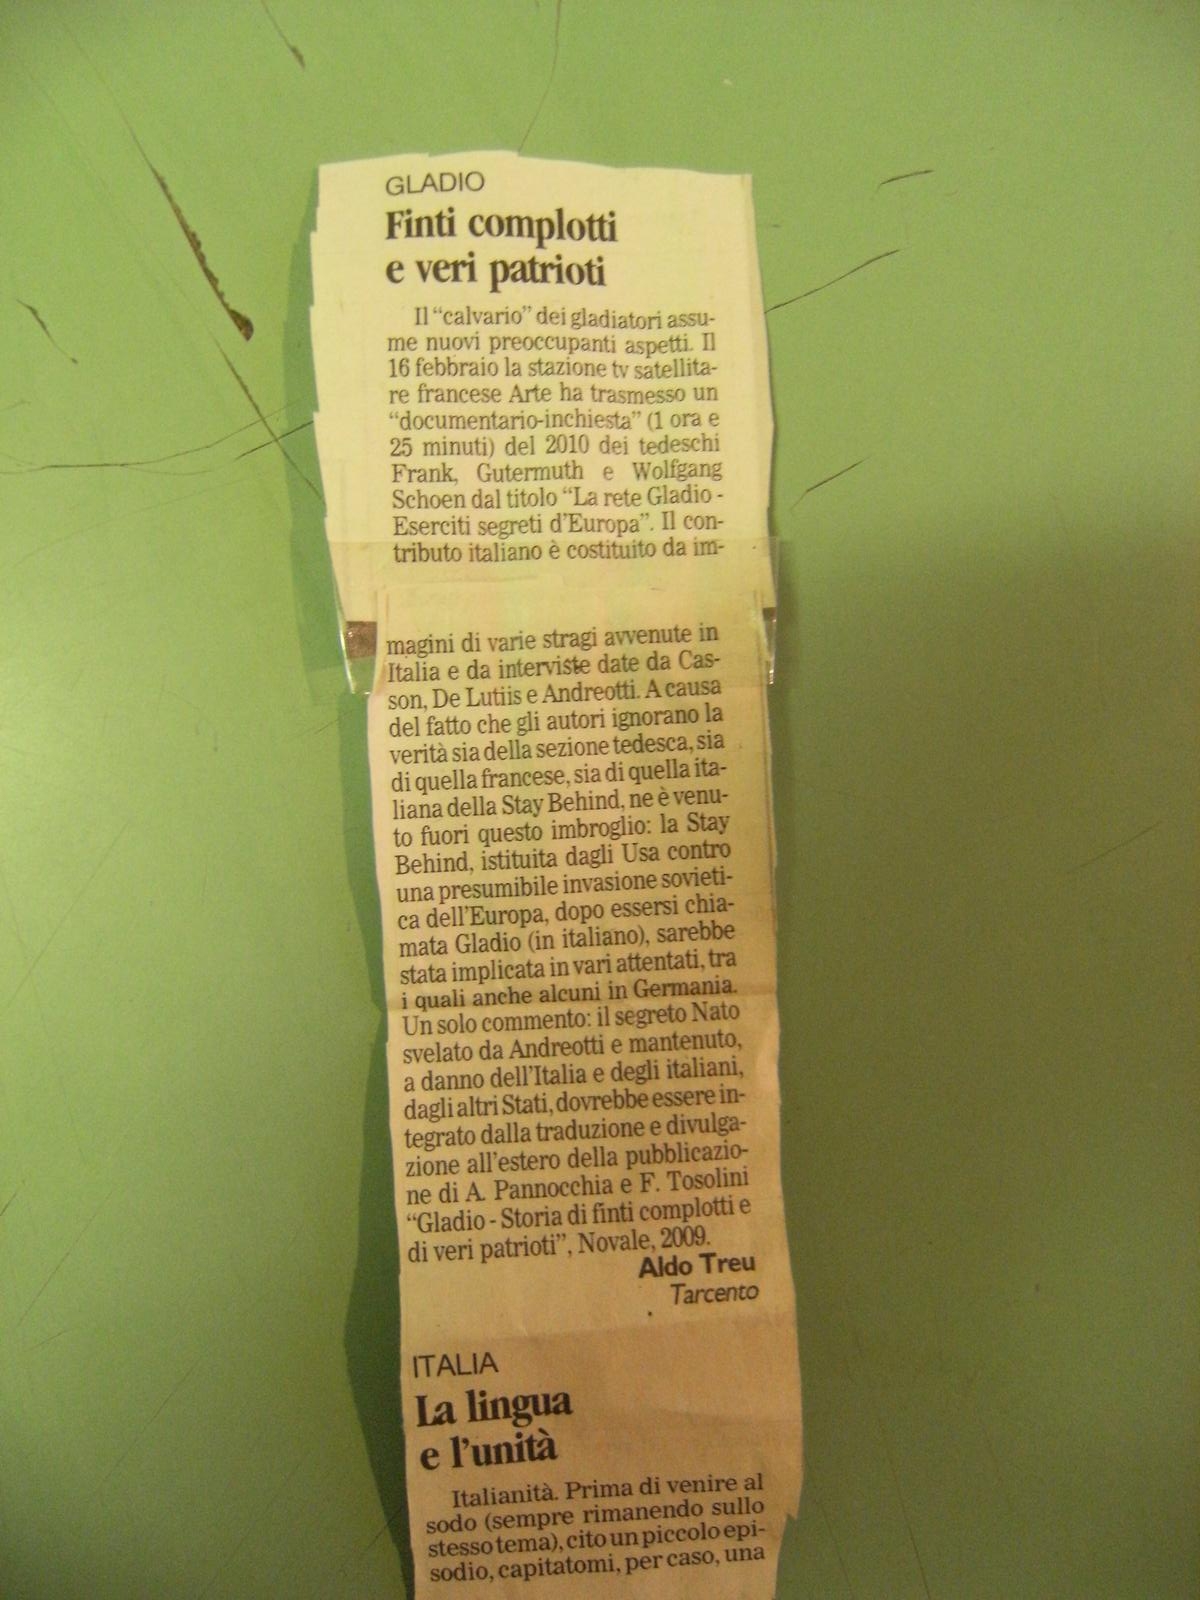 GLADIO
Finti complotti
e veri patrioti
Il “calvario” dei gladiatori assu-
me nuovi preoccupanti aspetti. Il
16 febbraio la stazione tv satellita-
re francese Arte ha trasmesso un
“documentario-inchiesta” (1 ora e
25 minuti) del 2010 dei tedeschi
Frank, Gutermuth e Wolfgang
Schoen dal titolo “La rete Gladio -
Eserciti segreti d’Europa”. Il con-
tributo italiano è costituito da im-
magini di varie stragi avvenute in
Italia e da interviste date da Cas-
son, De Lutiis e Andreotti. A causa
del fatto che gli autori ignorano la
verità sia della sezione tedesca, sia
di quella francese, sia di quella ita-
liana della Stay Behind, ne è venu-
to fuori questo imbroglio: la Stay
Behind, istituita dagli Usa contro
una presumibile invasione sovieti-
ca dell’Europa, dopo essersi chia-
mata Gladio (in italiano), sarebbe
stata implicata in vari attentati, tra
i quali anche alcuni in Germania.
Un solo commento: il segreto Nato
svelato da Andreotti e mantenuto,
a danno dell’Italia e degli italiani,
dagli altri Stati, dovrebbe essere in-
tegrato dalla traduzione e divulga-
zione all’estero della pubblicazio-
ne di A. Pannocchia e F. Tosolini
“Gladio - Storia di finti complotti e
di veri patrioti”, Novale, 2009.
Aldo Treu
Tarcento
ITALIA
La lingua
e l’unità
Italianità. Prima di venire al
sodo (sempre rimanendo sullo
stesso tema), cito un piccolo epi-
sodio, capitatomi, per caso, una